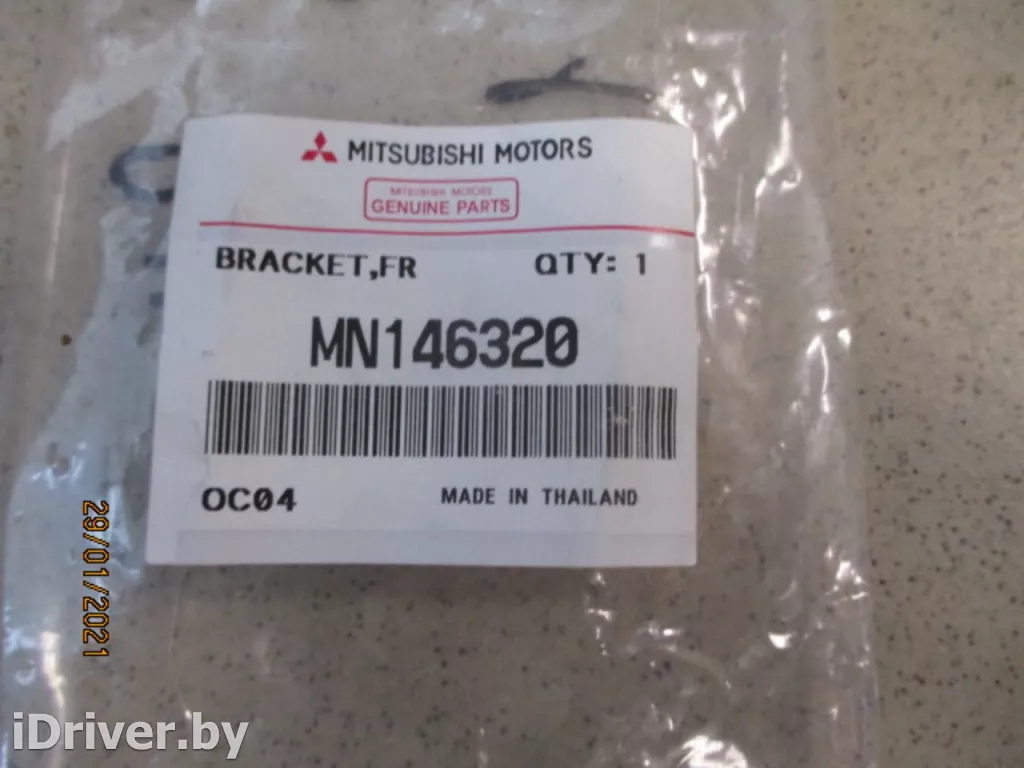 MITSUBISHI MOTORS
MITSUBISHI MOTORS
GENUINE PARTS
BRACKET,FR QTY: 1
MN146320
OC04 MADE IN THAILAND
29/01/2021
iDriver.by